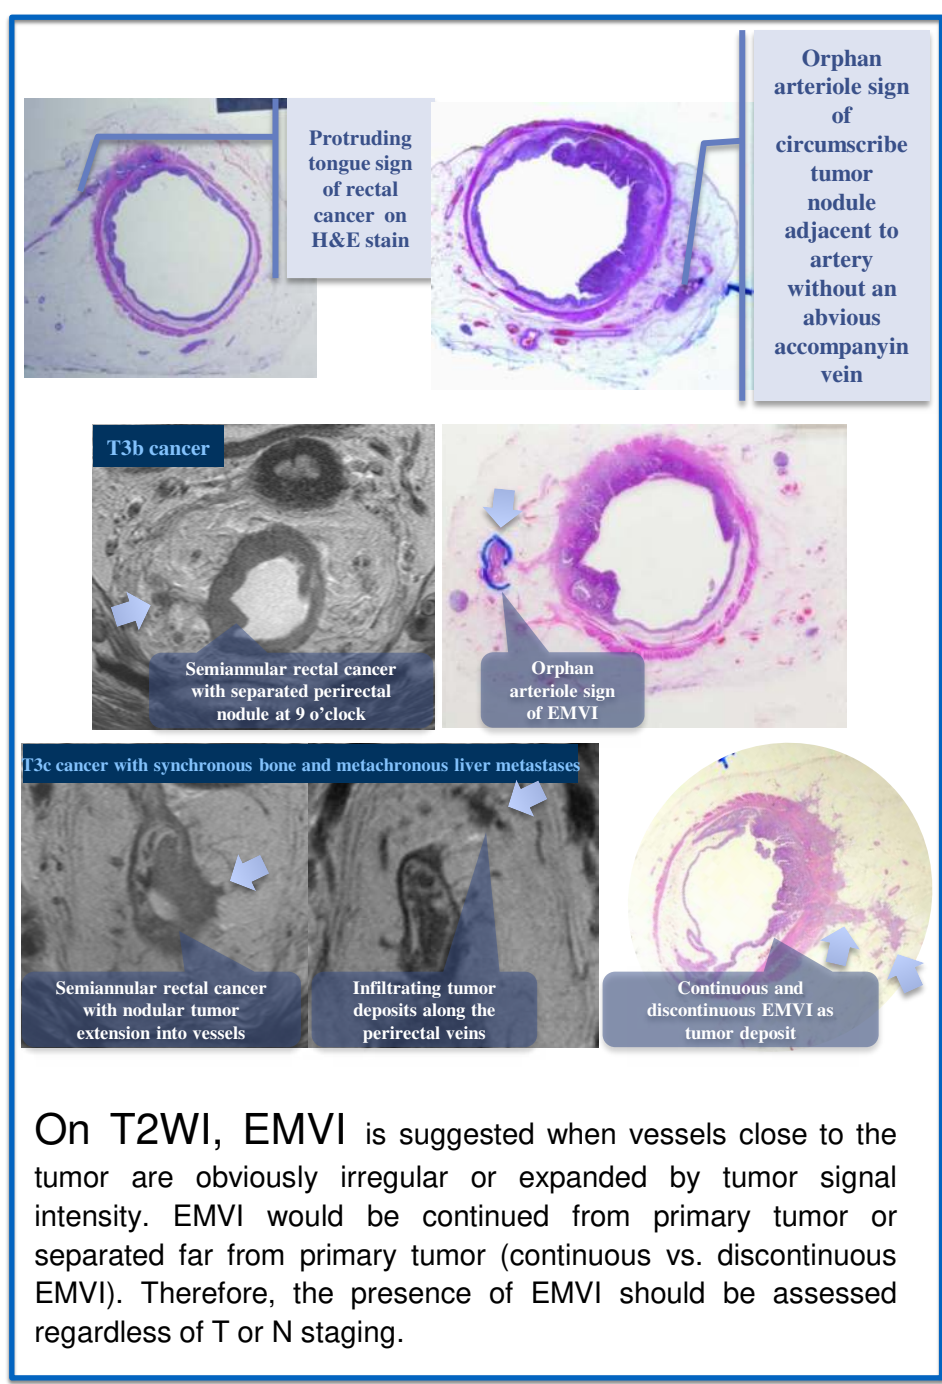 Protruding
tongue sign
of rectal
cancer on
H&E stain
Orphan
arteriole sign
of
circumscribe
tumor
nodule
adjacent to
artery
without an
abvious
accompanyin
vein
T3b cancer
Semiannular rectal cancer
with separated perirectal
nodule at 9 o’clock
Orphan
arteriole sign
of EMVI
T3c cancer with synchronous bone and metachronous liver metastases
Semiannular rectal cancer
with nodular tumor
extension into vessels
Infiltrating tumor
deposits along the
perirectal veins
Continuous and
discontinuous EMVI as
tumor deposit
On T2WI, EMVI is suggested when vessels close to the
tumor are obviously irregular or expanded by tumor signal
intensity. EMVI would be continued from primary tumor or
separated far from primary tumor (continuous vs. discontinuous
EMVI). Therefore, the presence of EMVI should be assessed
regardless of T or N staging.